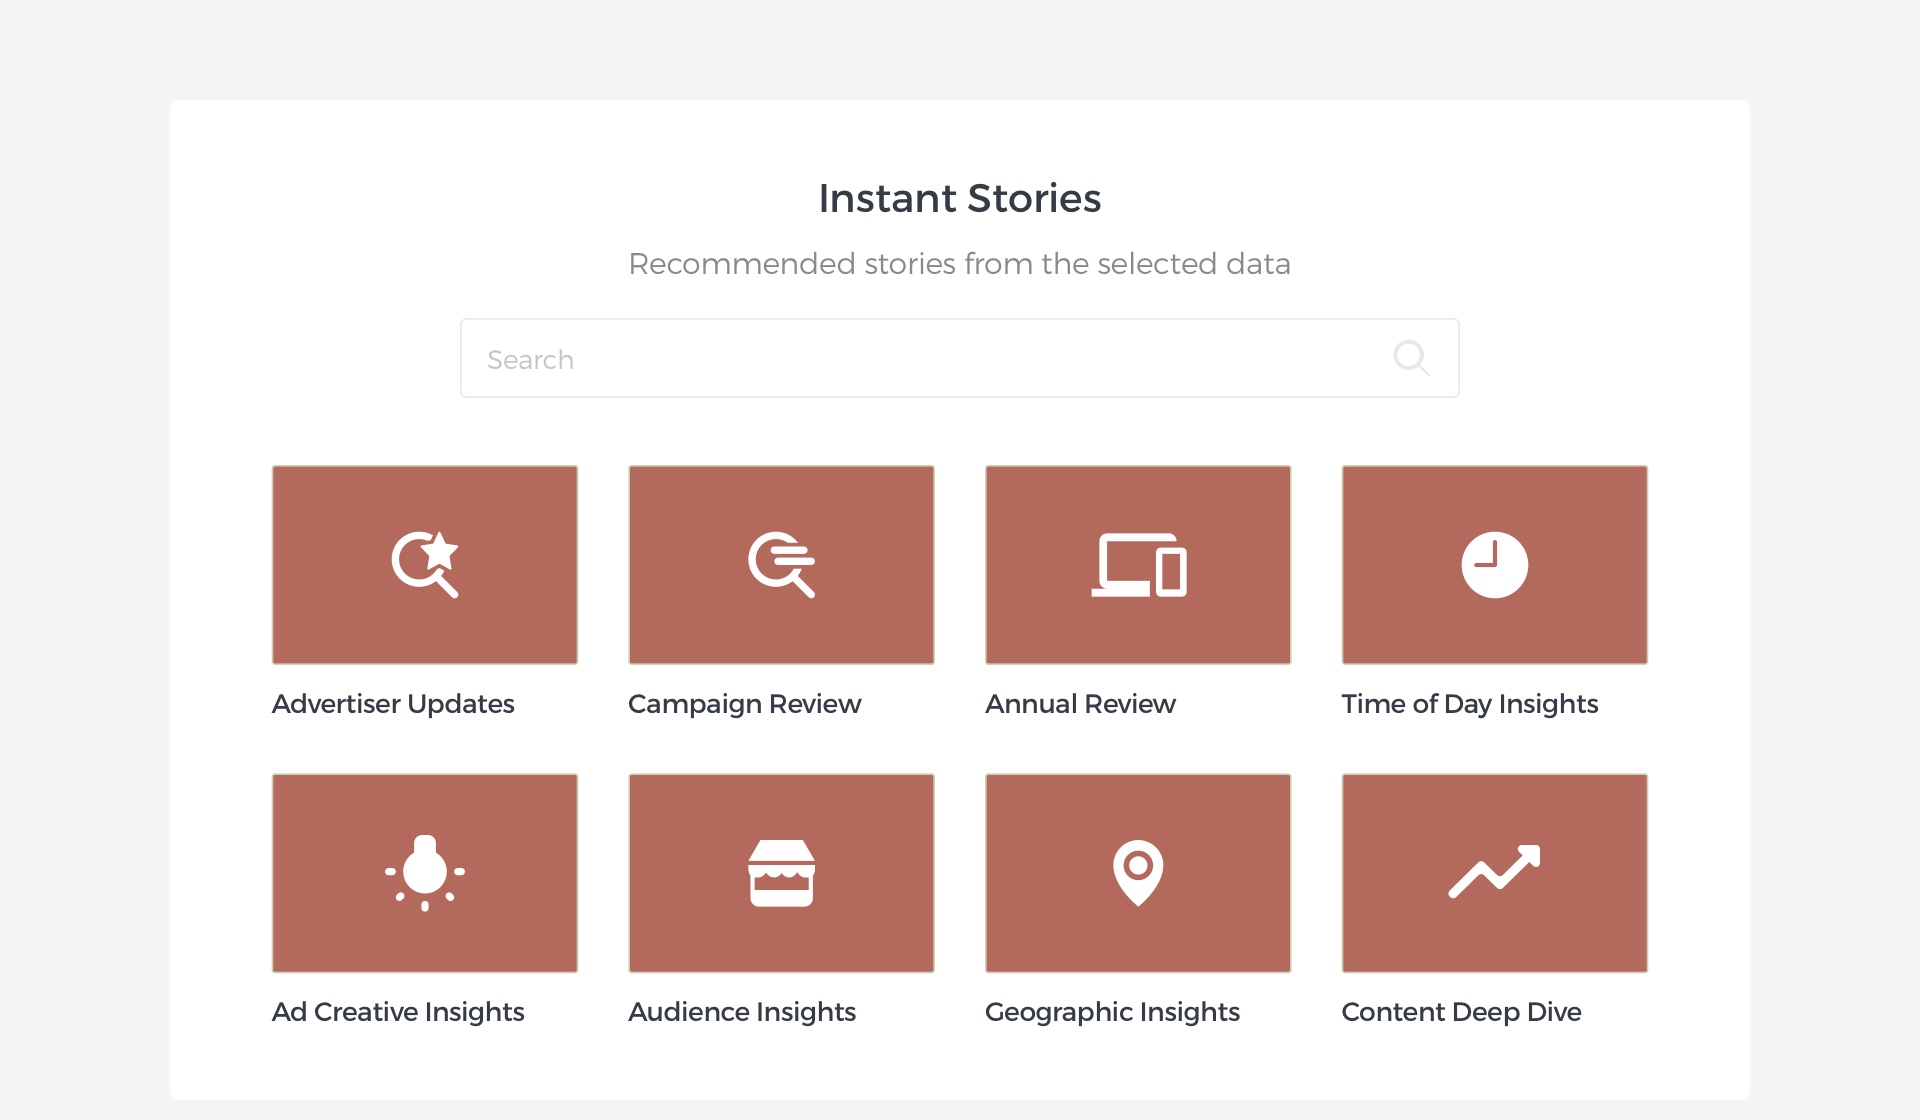 Instant Stories
Recommended stories from the selected data
Search
Advertiser Updates
Campaign Review
Annual Review
Time of Day Insights
Ad Creative Insights
Audience Insights
Geographic Insights
Content Deep Dive